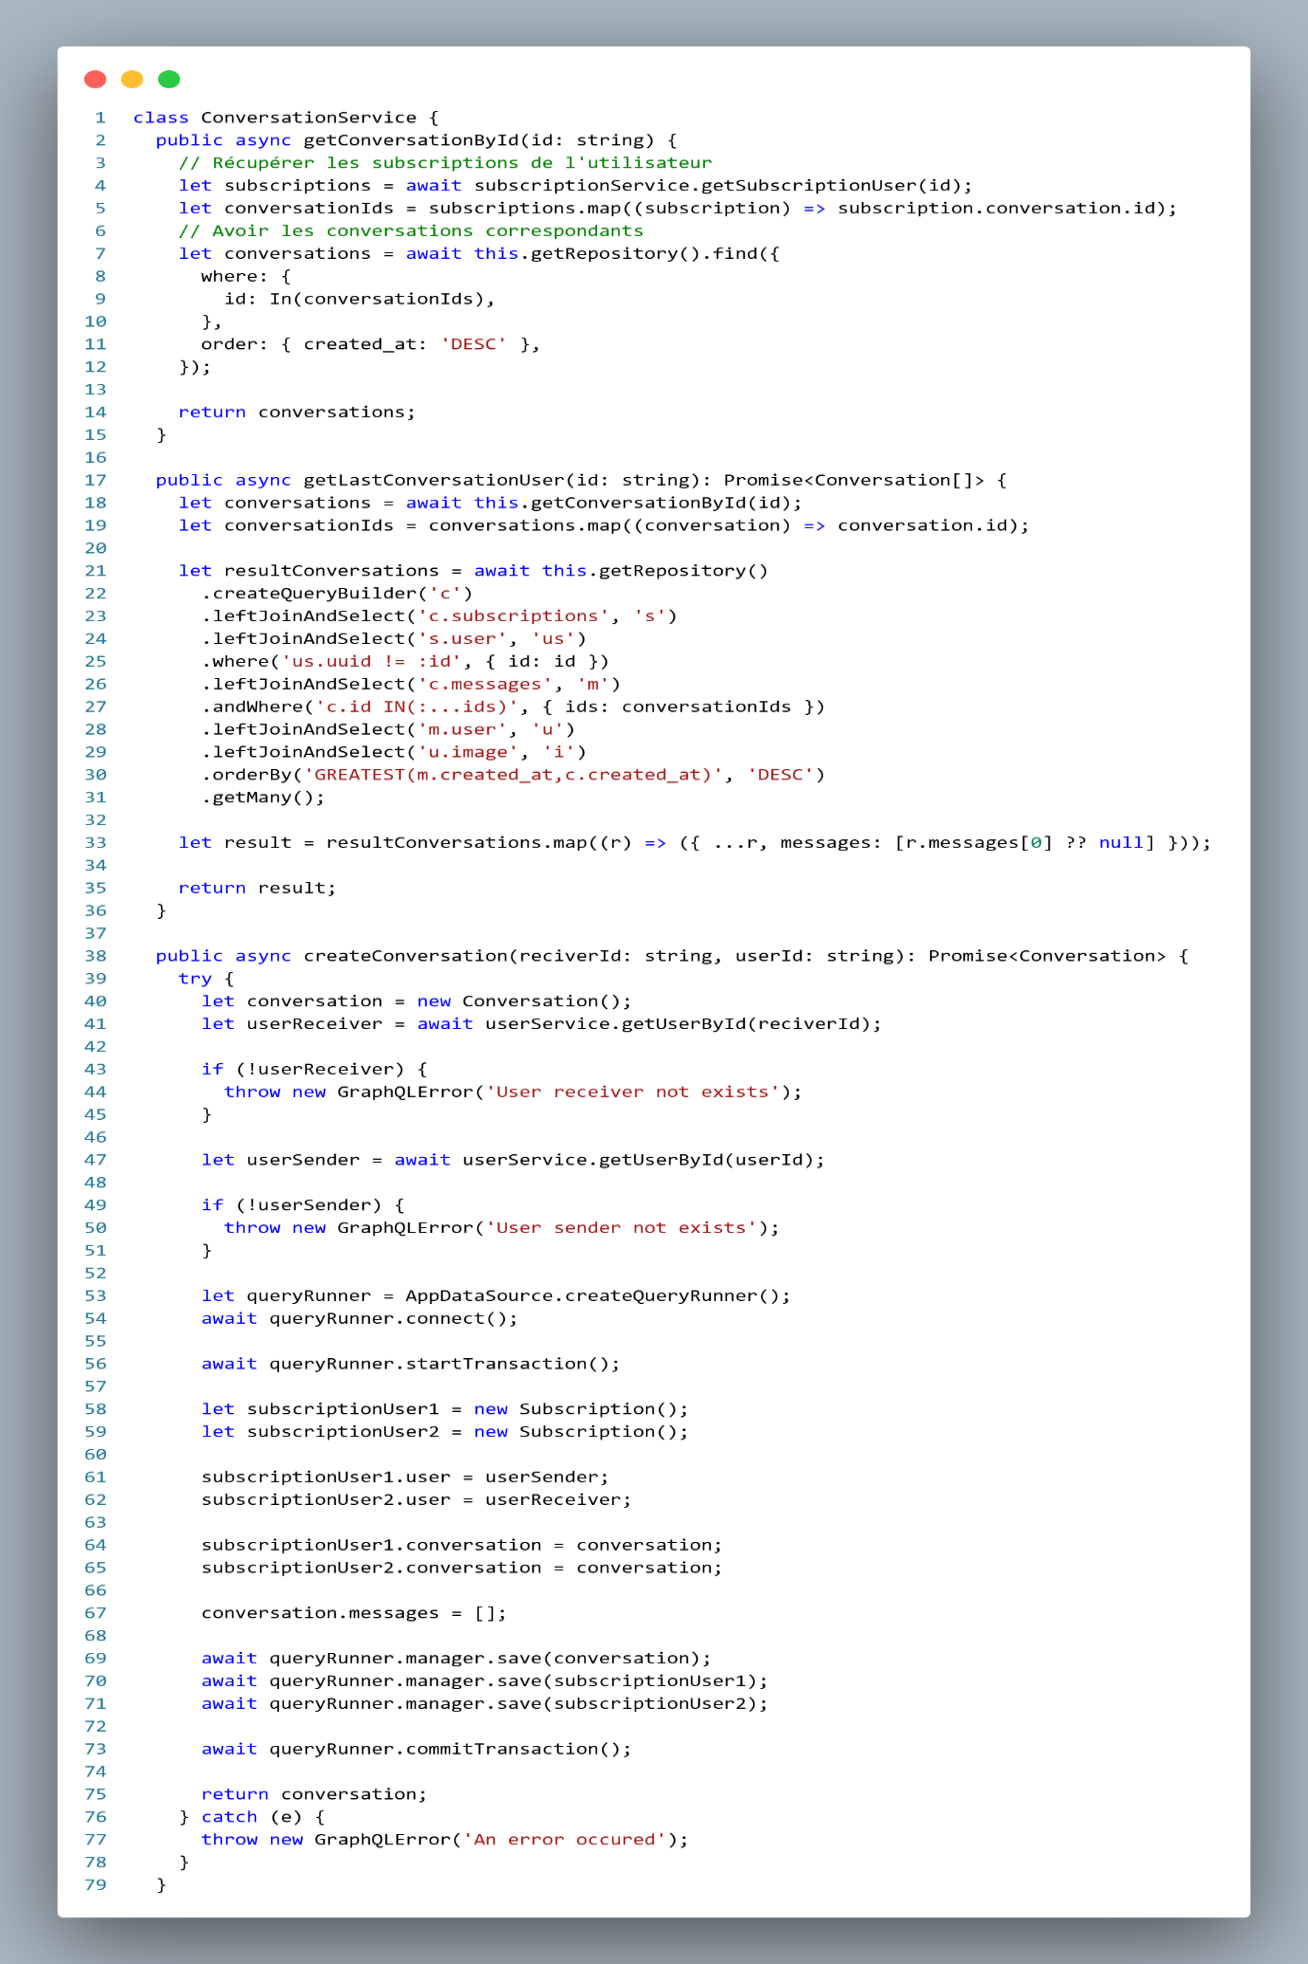 1 class ConversationService {
2 public async getConversationById(id: string) {
3 // Récupérer les subscriptions de l'utilisateur
4 let subscriptions = await subscriptionService.getSubscriptionUser(id);
5 let conversationIds = subscriptions.map((subscription) => subscription.conversation.id);
6 // Avoir les conversations correspondants
7 let conversations = await this.getRepository().find({
8 where: {
9 id: In(conversationIds),
10 },
11 order: { created_at: 'DESC' },
12 });
13
14 return conversations;
15 }
16
17 public async getLastConversationUser(id: string): Promise<Conversation[]> {
18 let conversations = await this.getConversationById(id);
19 let conversationIds = conversations.map((conversation) => conversation.id);
20
21 let resultConversations = await this.getRepository()
22 .createQueryBuilder('c')
23 .leftJoinAndSelect('c.subscriptions', 's')
24 .leftJoinAndSelect('s.user', 'us')
25 .where('us.uuid != :id', { id: id })
26 .leftJoinAndSelect('c.messages', 'm')
27 .andWhere('c.id IN(:...ids)', { ids: conversationIds })
28 .leftJoinAndSelect('m.user', 'u')
29 .leftJoinAndSelect('u.image', 'i')
30 .orderBy('GREATEST(m.created_at,c.created_at)', 'DESC')
31 .getMany();
32
33 let result = resultConversations.map((r) => ({ ...r, messages: [r.messages[0] ?? null] }));
34
35 return result;
36 }
37
38 public async createConversation(reciverId: string, userId: string): Promise<Conversation> {
39 try {
40 let conversation = new Conversation();
41 let userReceiver = await userService.getUserById(reciverId);
42
43 if (!userReceiver) {
44 throw new GraphQLError('User receiver not exists');
45 }
46
47 let userSender = await userService.getUserById(userId);
48
49 if (!userSender) {
50 throw new GraphQLError('User sender not exists');
51 }
52
53 let queryRunner = AppDataSource.createQueryRunner();
54 await queryRunner.connect();
55
56 await queryRunner.startTransaction();
57
58 let subscriptionUser1 = new Subscription();
59 let subscriptionUser2 = new Subscription();
60
61 subscriptionUser1.user = userSender;
62 subscriptionUser2.user = userReceiver;
63
64 subscriptionUser1.conversation = conversation;
65 subscriptionUser2.conversation = conversation;
66
67 conversation.messages = [];
68
69 await queryRunner.manager.save(conversation);
70 await queryRunner.manager.save(subscriptionUser1);
71 await queryRunner.manager.save(subscriptionUser2);
72
73 await queryRunner.commitTransaction();
74
75 return conversation;
76 } catch (e) {
77 throw new GraphQLError('An error occured');
78 }
79 }